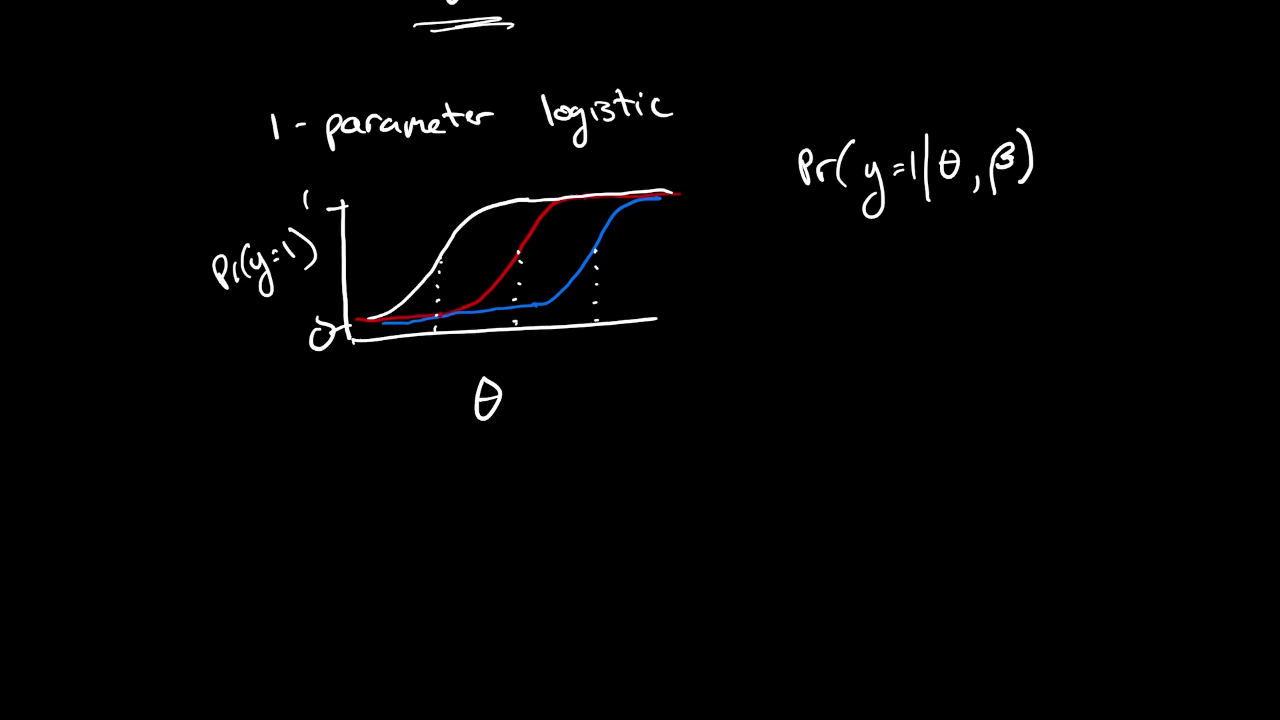 1 - parameter logistic
Pr( y=1 | θ , β )
1
Pr(y=1)
0
θ